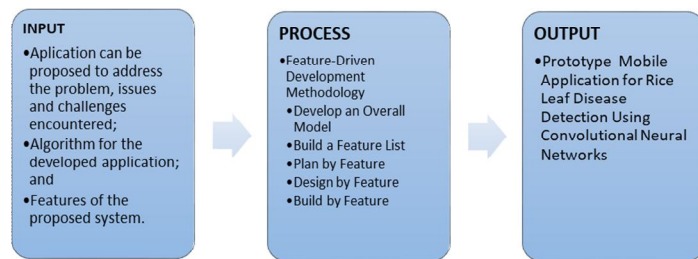 INPUT
•Aplication can be
proposed to address
the problem, issues
and challenges
encountered;
•Algorithm for the
developed application;
and
•Features of the
proposed system.
PROCESS
•Feature-Driven
Development
Methodology
•Develop an Overall
Model
•Build a Feature List
•Plan by Feature
•Design by Feature
•Build by Feature
OUTPUT
•Prototype Mobile
Application for Rice
Leaf Disease
Detection Using
Convolutional Neural
Networks